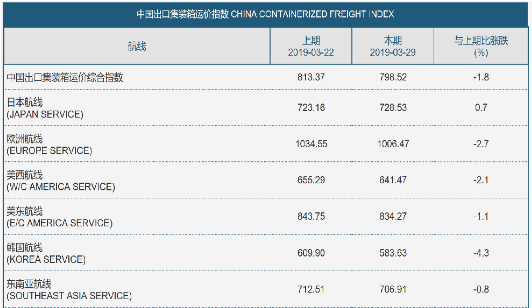 中国出口集装箱运价指数 CHINA CONTAINERIZED FREIGHT INDEX
航线 上期 本期 与上期比涨跌
2019-03-22 2019-03-29 (%)
中国出口集装箱运价综合指数 813.37 798.52 -1.8
日本航线
(JAPAN SERVICE) 723.16 728.53 0.7
欧洲航线
(EUROPE SERVICE) 1034.55 1006.47 -2.7
美西航线
(W/C AMERICA SERVICE) 655.29 641.47 -2.1
美东航线
(E/C AMERICA SERVICE) 843.75 834.27 -1.1
韩国航线
(KOREA SERVICE) 609.90 583.63 -4.3
东南亚航线
(SOUTHEAST ASIA SERVICE) 712.51 706.91 -0.8